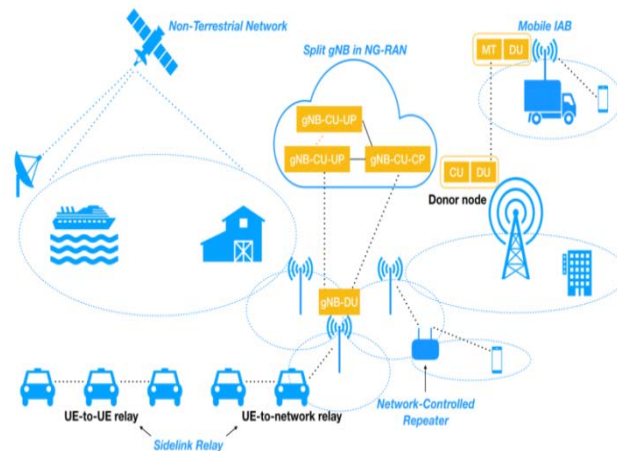 Non-Terrestrial Network
Split gNB in NG-RAN
Mobile IAB
MT DU
gNB-CU-UP
gNB-CU-UP
gNB-CU-CP
CU DU
Donor node
gNB-DU
UE-to-UE relay
UE-to-network relay
Sidelink Relay
Network-Controlled
Repeater